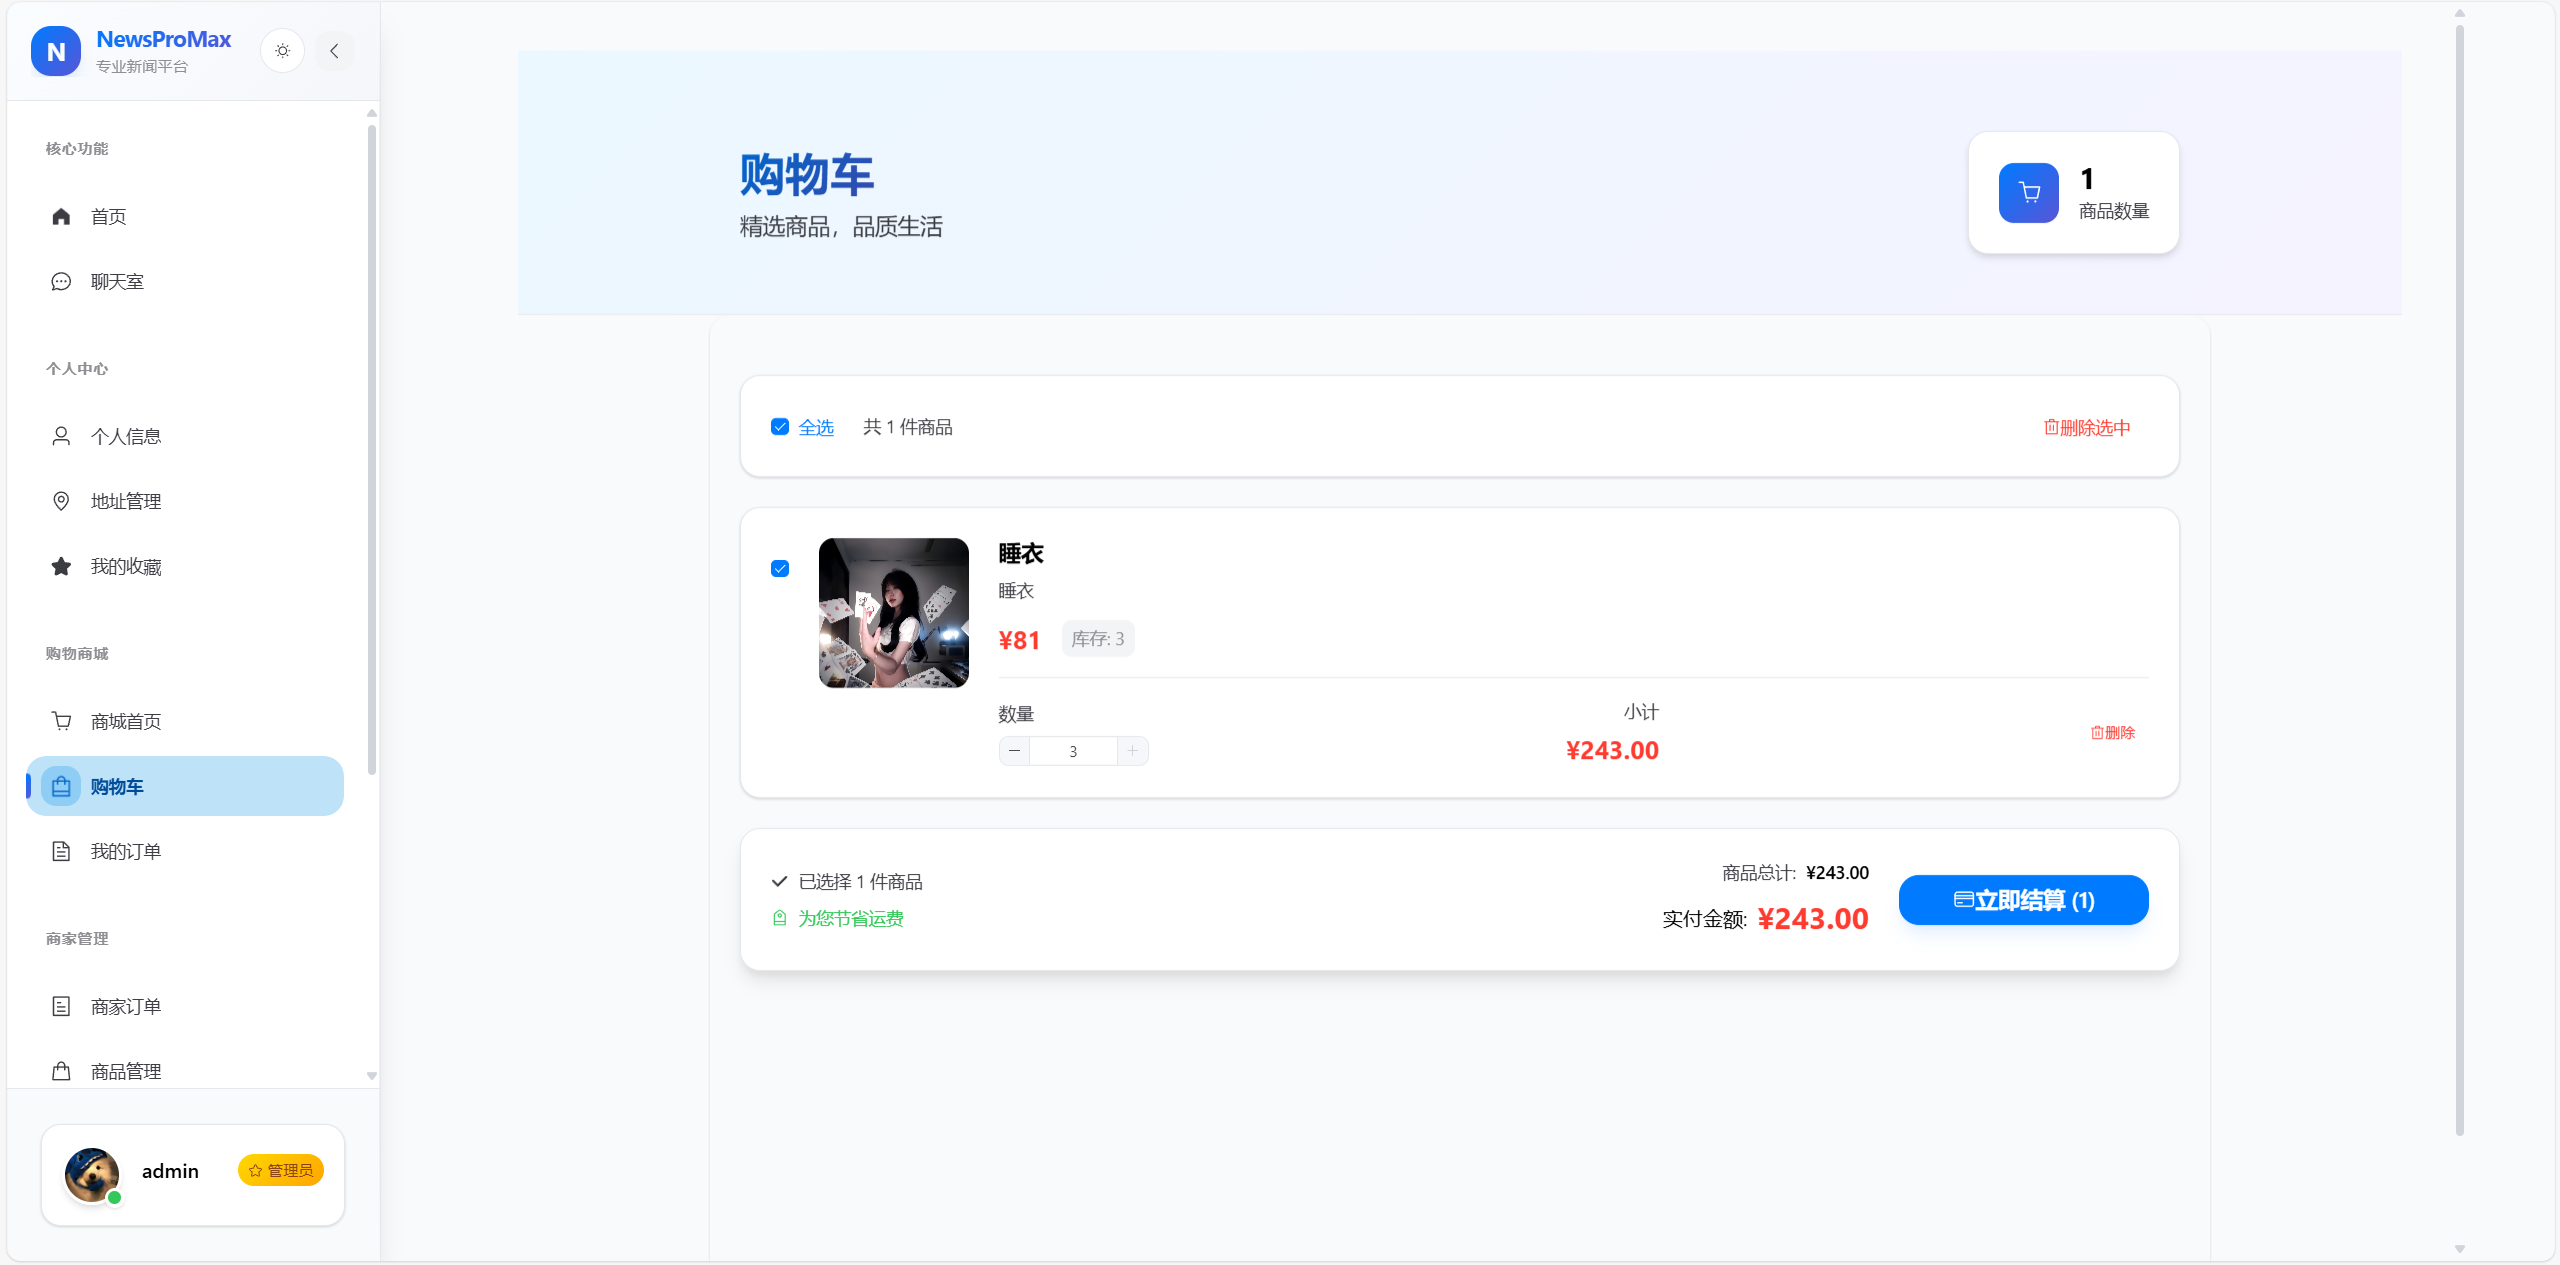 N
NewsProMax
专业新闻平台
核心功能
首页
聊天室
个人中心
个人信息
地址管理
我的收藏
购物商城
商城首页
购物车
我的订单
商家管理
商家订单
商品管理
admin
管理员
购物车
精选商品，品质生活
1
商品数量
全选
共 1 件商品
删除选中
睡衣
睡衣
¥81
库存: 3
数量
3
小计
¥243.00
删除
已选择 1 件商品
为您节省运费
商品总计: ¥243.00
实付金额: ¥243.00
立即结算 (1)